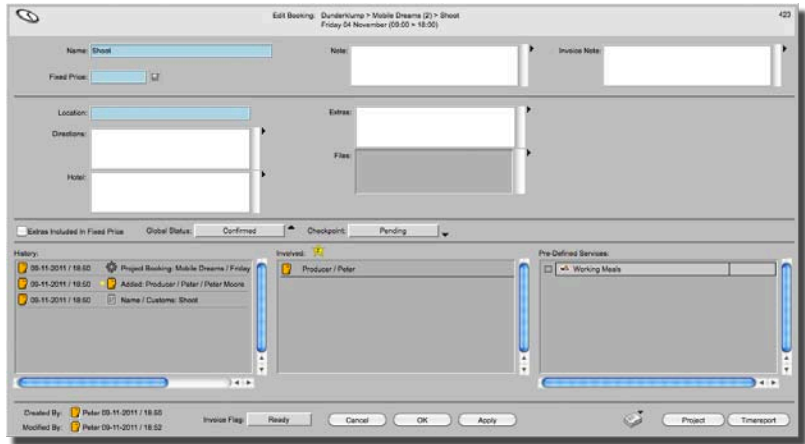 Edit Booking: Dunderklump > Mobile Dreams (2) > Shoot
423
Friday 04 November (09:00 > 18:00)
Name: Shoot
Note:
Invoice Note:
Fixed Price:
Location:
Extras:
Directions:
Files:
Hotel:
Extras Included In Fixed Price
Global Status: Confirmed
Checkpoint: Pending
History:
Involved:
Pre-Defined Services:
09-11-2011 / 18:50 Project Booking: Mobile Dreams / Friday
Producer / Peter
Working Meals
09-11-2011 / 18:50 Added: Producer / Peter / Peter Moore
09-11-2011 / 18:50 Name / Customs: Shoot
Created By: Peter 09-11-2011 / 18:50
Invoice Flag: Ready
Cancel
OK
Apply
Project
Timereport
Modified By: Peter 09-11-2011 / 18:52